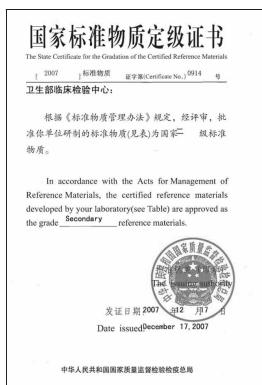 国家标准物质定级证书
The State Certificate for the Gradation of the Certified Reference Materials
[ 2007 ] 标准物质 证字第(Certificate No.) 0914 号
卫生部临床检验中心：
根据《标准物质管理办法》规定，经评审，批
准你单位研制的标准物质(见表)为国家二 级标准
物质。
In accordance with the Acts for Management of
Reference Materials, the certified reference materials
developed by your laboratory(see Table) are approved as
the grade Secondary reference materials.
The issuing authority
发证日期 2007 年 12 月 17 日
Date issued December 17, 2007
中华人民共和国国家质量监督检验检疫总局